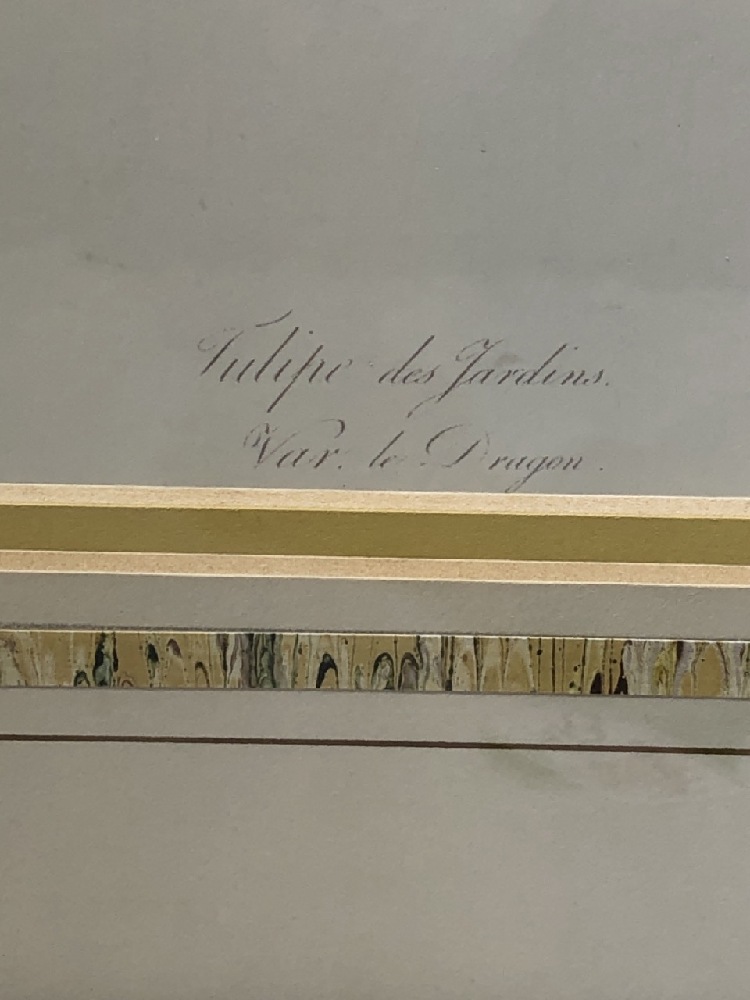 Tulipe des Jardins.
Var. le Dragon.